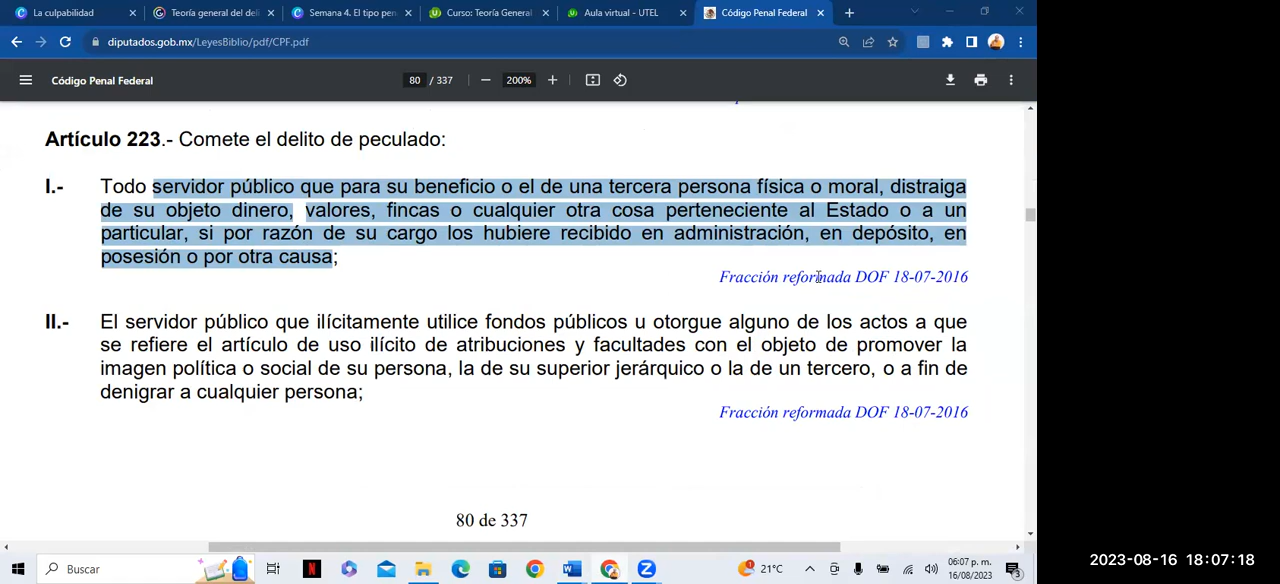 La culpabilidad
Teoría general del deli
Semana 4. El tipo pen
Curso: Teoría General
Aula virtual - UTEL
Código Penal Federal
diputados.gob.mx/LeyesBiblio/pdf/CPF.pdf
Código Penal Federal
80 / 337
200%
Artículo 223.- Comete el delito de peculado:
I.- Todo servidor público que para su beneficio o el de una tercera persona física o moral, distraiga
de su objeto dinero, valores, fincas o cualquier otra cosa perteneciente al Estado o a un
particular, si por razón de su cargo los hubiere recibido en administración, en depósito, en
posesión o por otra causa;
Fracción reformada DOF 18-07-2016
II.- El servidor público que ilícitamente utilice fondos públicos u otorgue alguno de los actos a que
se refiere el artículo de uso ilícito de atribuciones y facultades con el objeto de promover la
imagen política o social de su persona, la de su superior jerárquico o la de un tercero, o a fin de
denigrar a cualquier persona;
Fracción reformada DOF 18-07-2016
80 de 337
Buscar
21°C
06:07 p. m.
16/08/2023
3
2023-08-16 18:07:18